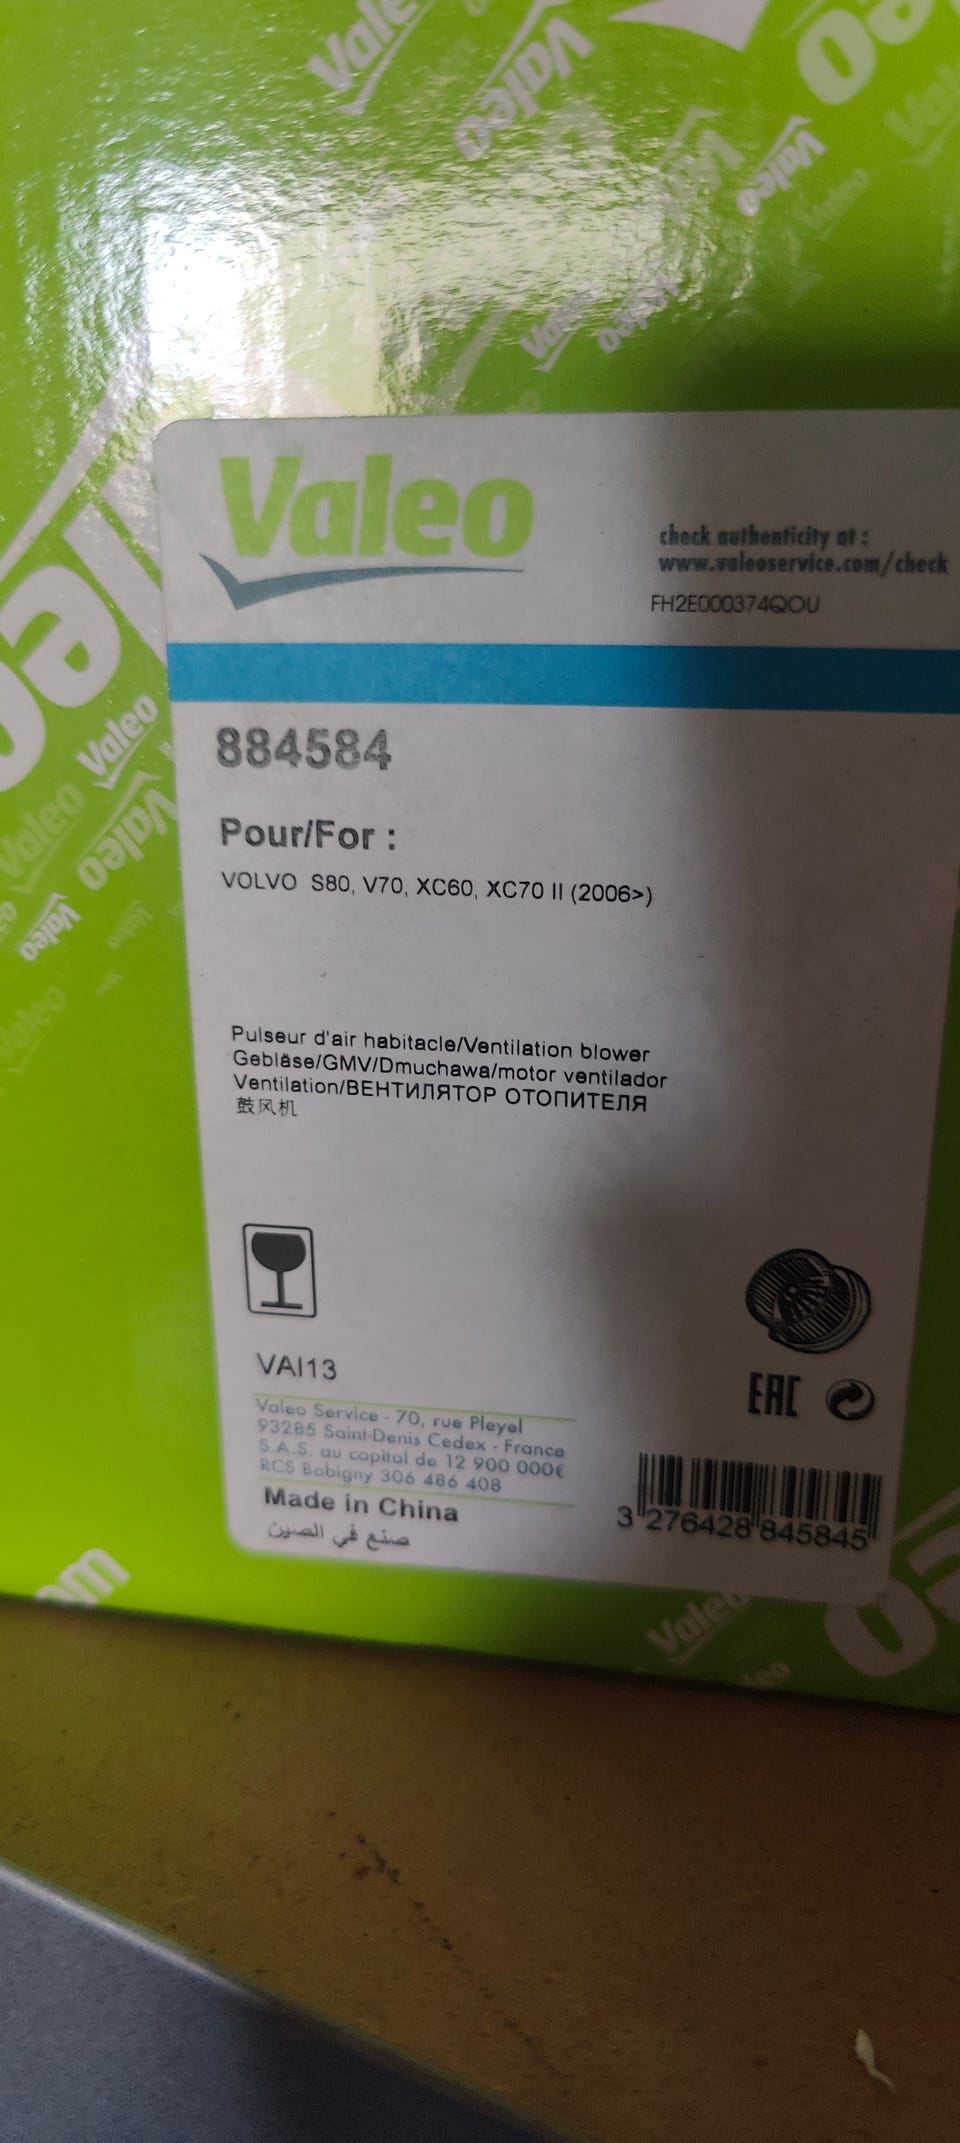 Valeo
check authenticity at :
www.valeoservice.com/check
FH2E000374QOU
884584
Pour/For :
VOLVO S80, V70, XC60, XC70 II (2006>)
Pulseur d'air habitacle/Ventilation blower
Gebläse/GMV/Dmuchawa/motor ventilador
Ventilation/ВЕНТИЛЯТОР ОТОПИТЕЛЯ
鼓风机
VAI13
EAC
Valeo Service - 70, rue Pleyel
93285 Saint-Denis Cedex - France
S.A.S. au capital de 12 900 000€
RCS Bobigny 306 486 408
Made in China
صنع في الصين
3 276428 845845